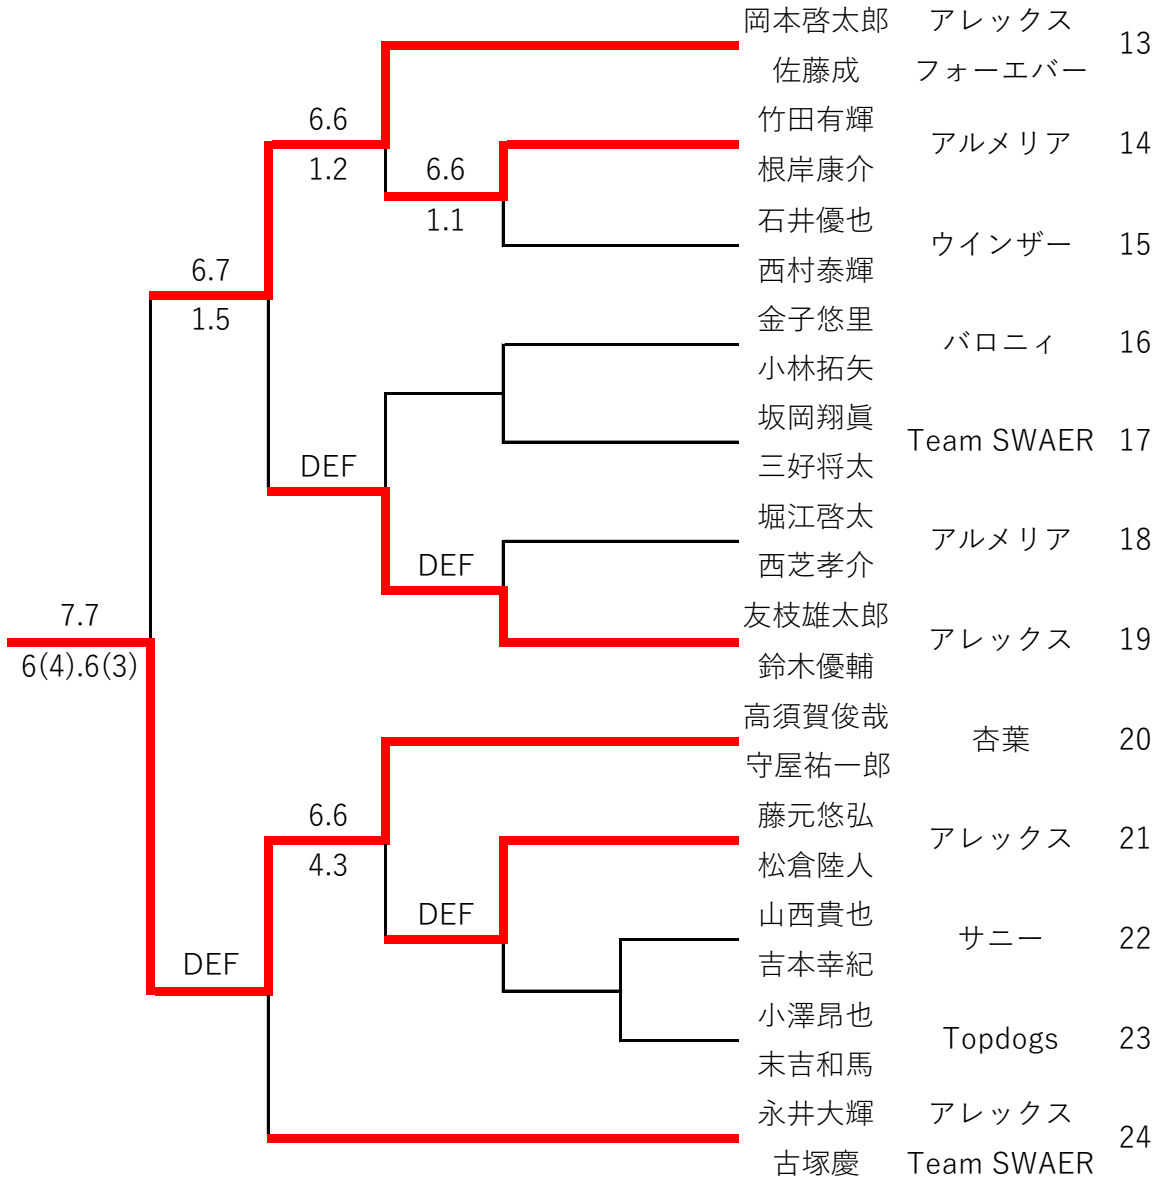 岡本啓太郎 アレックス
13
佐藤成 フォーエバー
6.6
竹田有輝
アルメリア 14
1.2
6.6
根岸康介
1.1
石井優也
ウインザー 15
6.7
西村泰輝
1.5
金子悠里
バロニィ 16
小林拓矢
坂岡翔眞
Team SWAER 17
DEF
三好将太
堀江啓太
アルメリア 18
DEF
西芝孝介
7.7
友枝雄太郎
アレックス 19
6(4).6(3)
鈴木優輔
高須賀俊哉
杏葉 20
守屋祐一郎
6.6
藤元悠弘
アレックス 21
4.3
松倉陸人
DEF
山西貴也
サニー 22
DEF
吉本幸紀
小澤昂也
Topdogs 23
末吉和馬
永井大輝 アレックス
24
古塚慶 Team SWAER